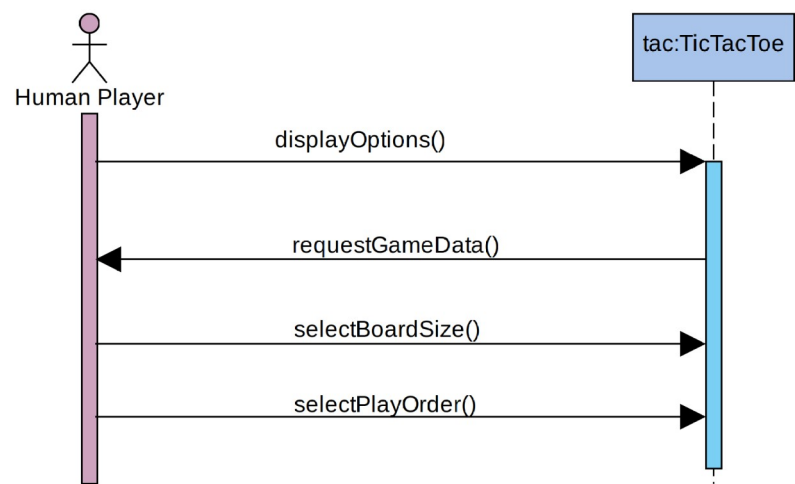 tac:TicTacToe
Human Player
displayOptions()
requestGameData()
selectBoardSize()
selectPlayOrder()